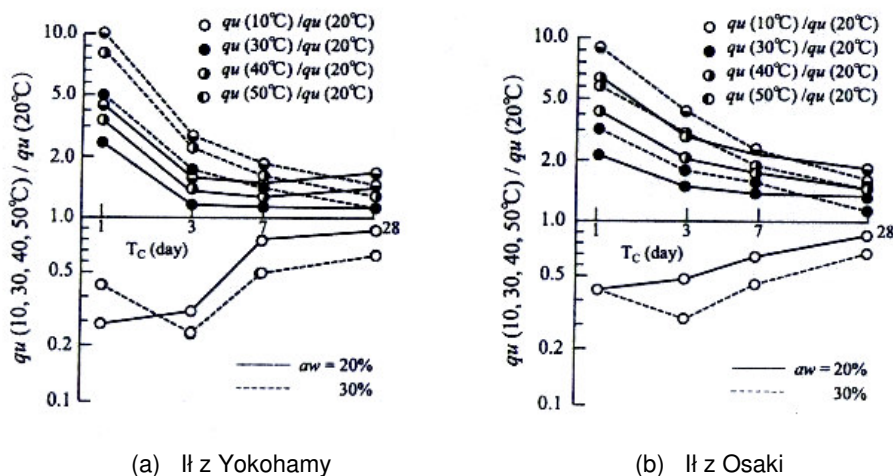 10.0
5.0
2.0
1.0
0.5
0.2
0.1
qu (10, 30, 40, 50℃) / qu (20℃)
qu (10℃) /qu (20℃)
qu (30℃) /qu (20℃)
qu (40℃) /qu (20℃)
qu (50℃) /qu (20℃)
1 3 7 28
T_C (day)
aw = 20%
30%
(a) Ił z Yokohamy
10.0
5.0
2.0
1.0
0.5
0.2
0.1
qu (10, 30, 40, 50℃) / qu (20℃)
qu (10℃) /qu (20℃)
qu (30℃) /qu (20℃)
qu (40℃) /qu (20℃)
qu (50℃) /qu (20℃)
1 3 7 28
T_C (day)
aw = 20%
30%
(b) Ił z Osaki